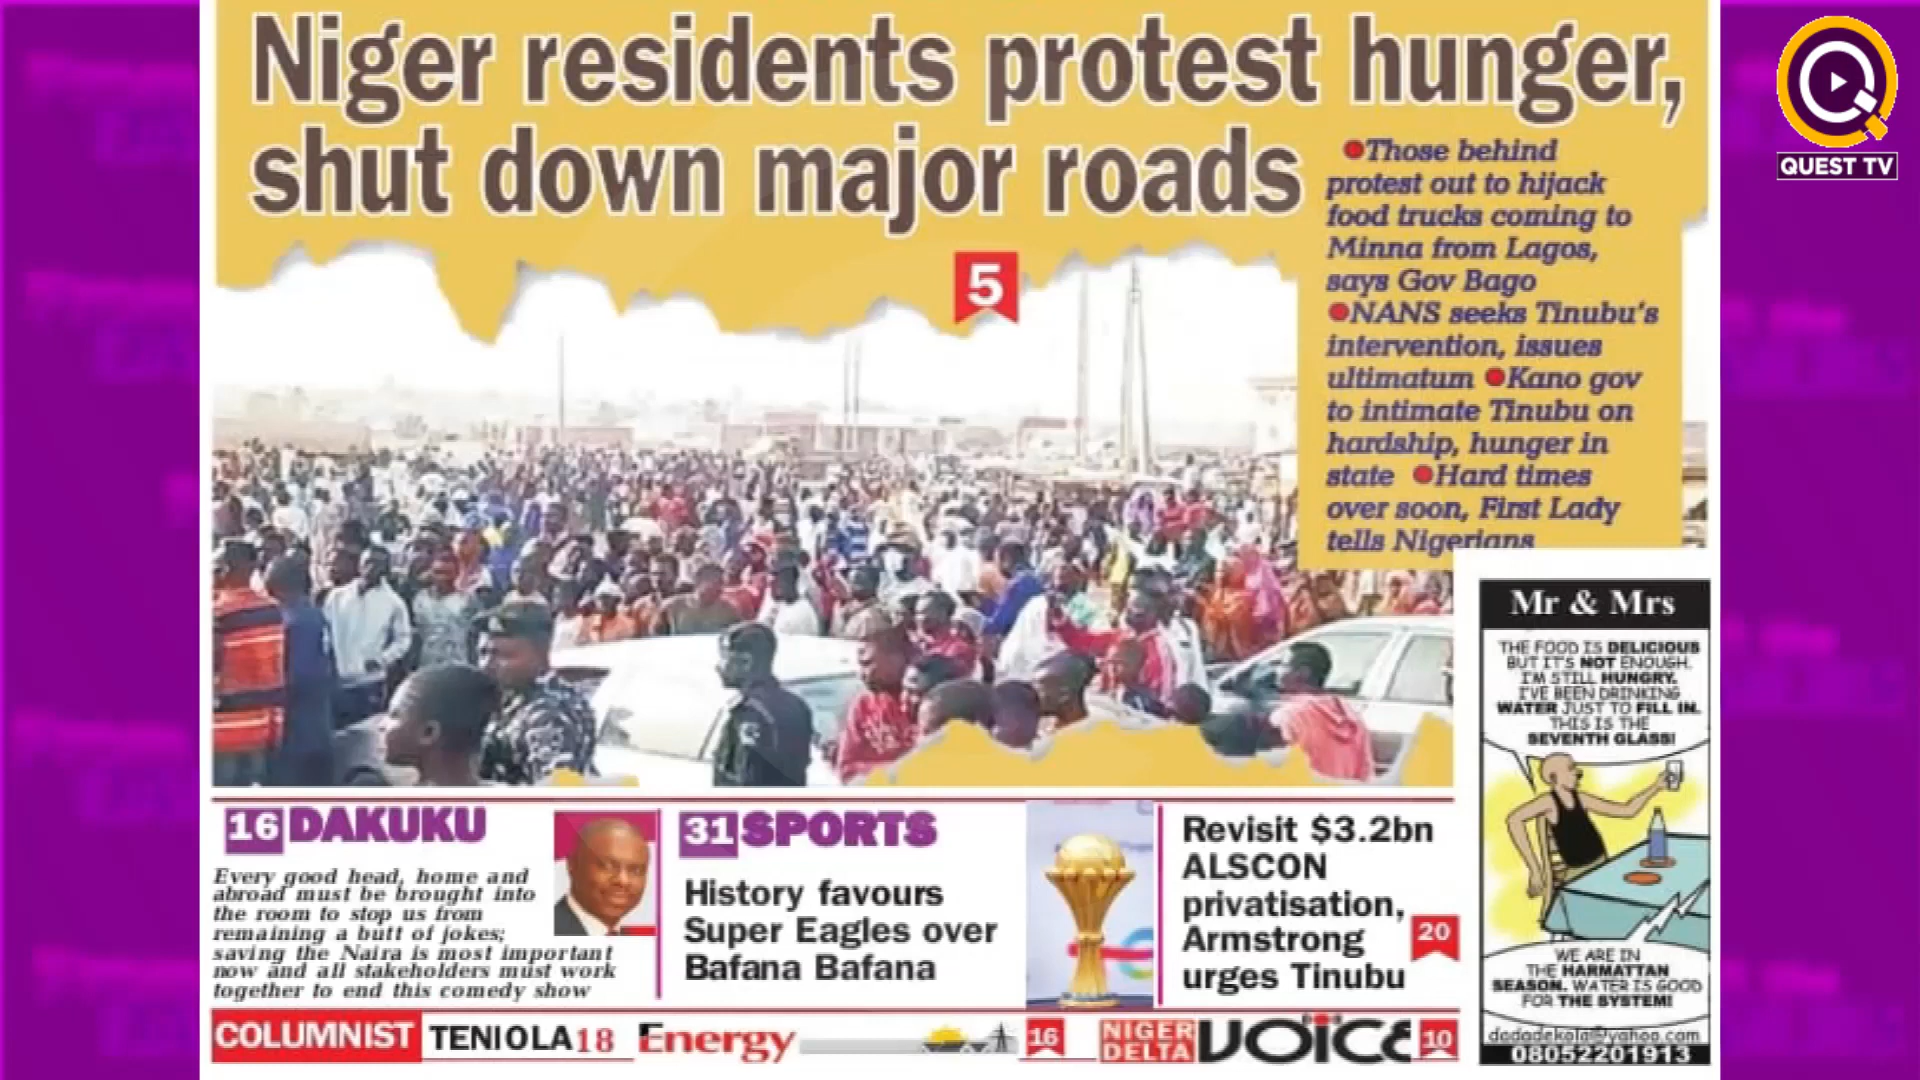 Niger residents protest hunger,
shut down major roads
●Those behind
protest out to hijack
food trucks coming to
Minna from Lagos,
says Gov Bago
●NANS seeks Tinubu's
intervention, issues
ultimatum ●Kano gov
to intimate Tinubu on
hardship, hunger in
state ●Hard times
over soon, First Lady
tells Nigerians
5
QUEST TV
Mr & Mrs
THE FOOD IS DELICIOUS
BUT IT'S NOT ENOUGH.
I'M STILL HUNGRY.
I'VE BEEN DRINKING
WATER JUST TO FILL IN.
THIS IS THE
SEVENTH GLASS!
WE ARE IN
THE HARMATTAN
SEASON. WATER IS GOOD
FOR THE SYSTEM!
dadadekola@yahoo.com
08052201913
16 DAKUKU
Every good head, home and
abroad must be brought into
the room to stop us from
remaining a butt of jokes;
saving the Naira is most important
now and all stakeholders must work
together to end this comedy show
31 SPORTS
History favours
Super Eagles over
Bafana Bafana
Revisit $3.2bn
ALSCON
privatisation,
Armstrong
urges Tinubu
20
COLUMNIST TENIOLA 18
Energy 16
NIGER
DELTA
VOICE 10